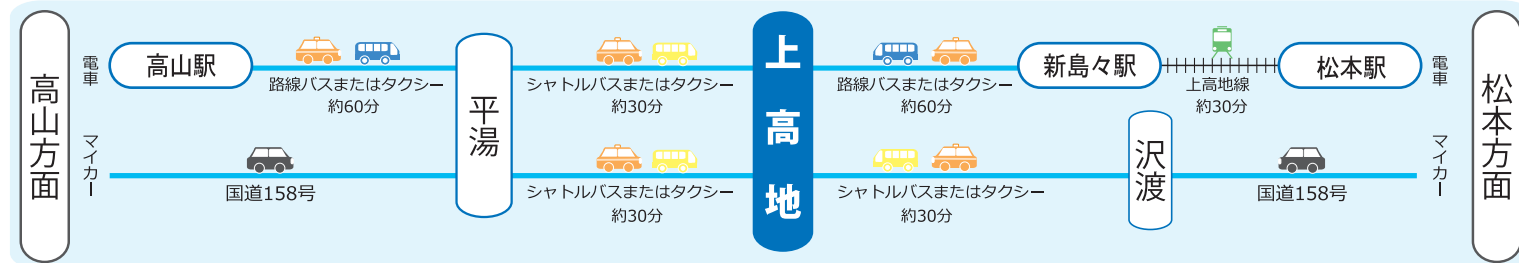 高山方面
電車
高山駅
路線バスまたはタクシー
約60分
平湯
シャトルバスまたはタクシー
約30分
上高地
路線バスまたはタクシー
約60分
新島々駅
上高地線
約30分
松本駅
電車
松本方面
マイカー
国道158号
シャトルバスまたはタクシー
約30分
シャトルバスまたはタクシー
約30分
沢渡
国道158号
マイカー